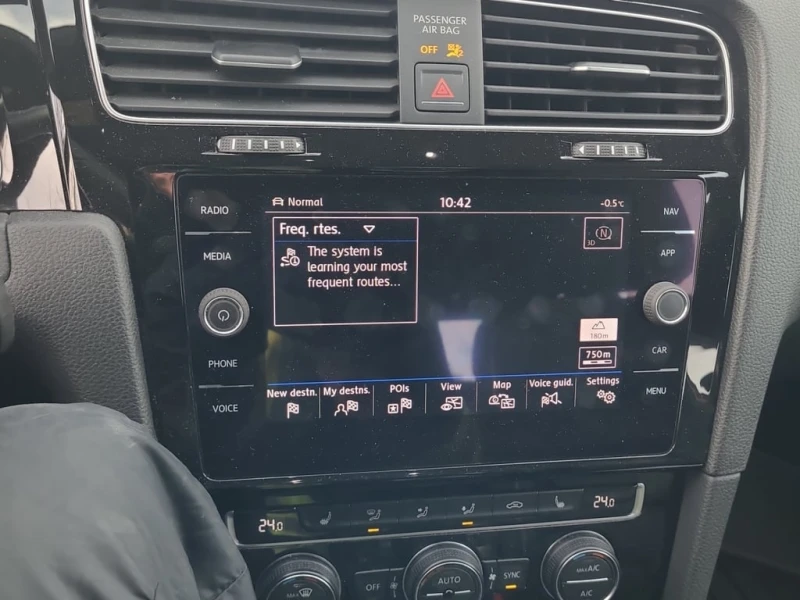 PASSENGER
AIR BAG
OFF
RADIO
MEDIA
PHONE
VOICE
Normal
10:42
-0.5°C
Freq. rtes.
The system is
learning your most
frequent routes...
N
3D
180m
750m
New destn.
My destns.
POIs
View
Map
Voice guid.
Settings
NAV
APP
CAR
MENU
24.0
24.0
OFF
AUTO
SYNC
MAX A/C
A/C